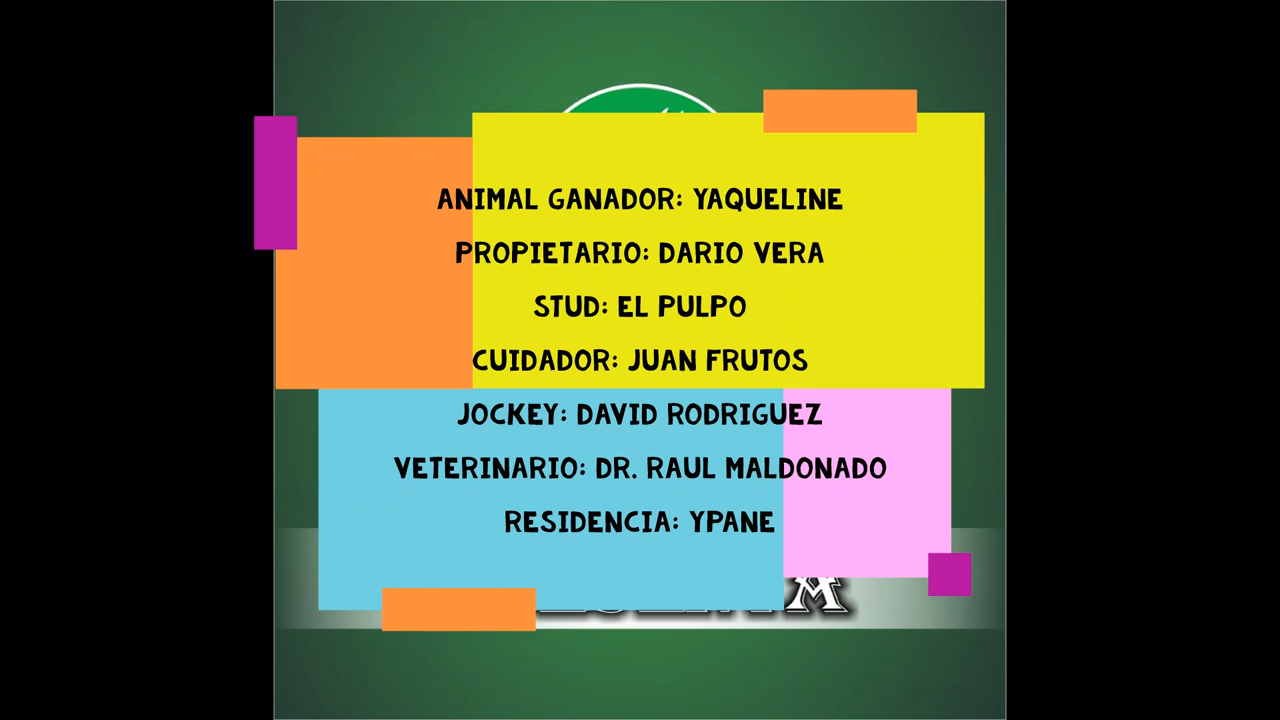 ANIMAL GANADOR: YAQUELINE
PROPIETARIO: DARIO VERA
STUD: EL PULPO
CUIDADOR: JUAN FRUTOS
JOCKEY: DAVID RODRIGUEZ
VETERINARIO: DR. RAUL MALDONADO
RESIDENCIA: YPANE